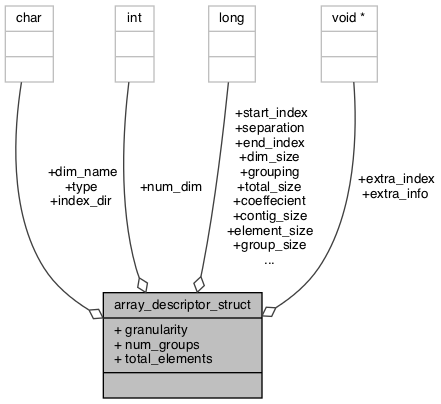 char
int
long
void *
+dim_name
+type
+index_dir
+num_dim
+start_index
+separation
+end_index
+dim_size
+grouping
+total_size
+coeffecient
+contig_size
+element_size
+group_size
...
+extra_index
+extra_info
array_descriptor_struct
+ granularity
+ num_groups
+ total_elements